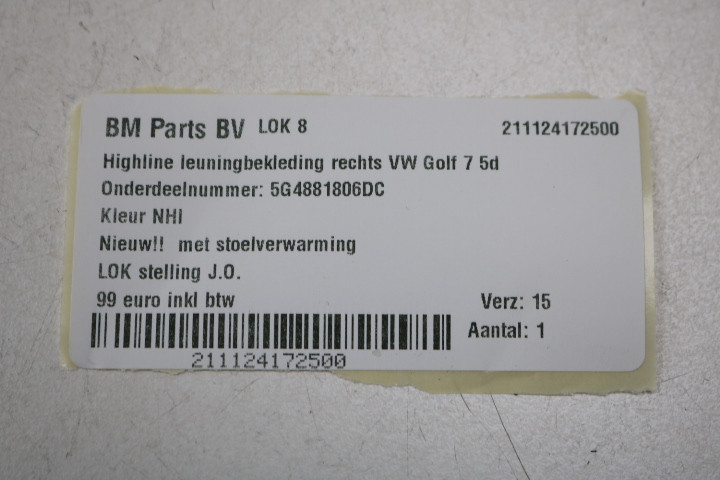 BM Parts BV LOK 8 211124172500
Highline leuningbekleding rechts VW Golf 7 5d
Onderdeelnummer: 5G4881806DC
Kleur NHI
Nieuw!! met stoelverwarming
LOK stelling J.O.
99 euro inkl btw Verz: 15
Aantal: 1
211124172500